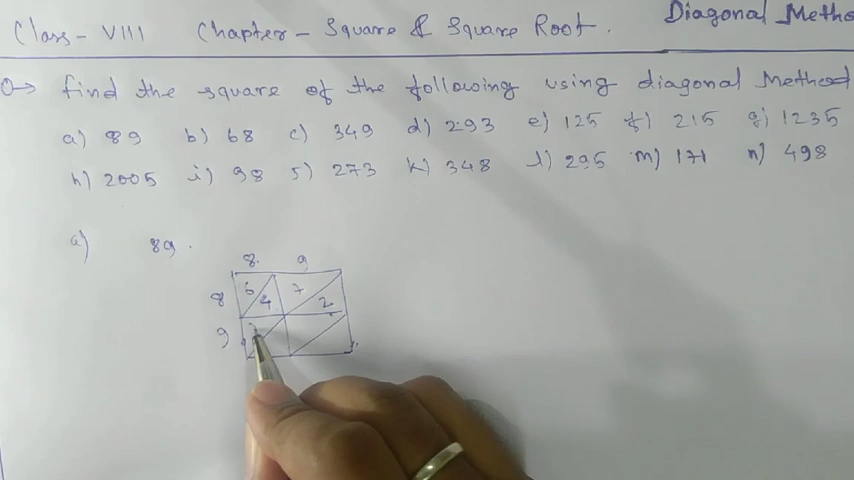 Class - VIII Chapter - Square & Square Root. Diagonal Metho
Q→ find the square of the following using diagonal Method
a) 89 b) 68 c) 349 d) 293 e) 125 f) 215 g) 1235
h) 2005 i) 98 j) 273 k) 348 l) 295 m) 171 n) 498
a) 89.
8 9
8 6 4 7 2
9